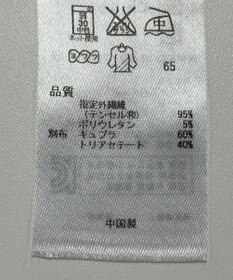 30
中性
ネット使用
中
65
品質
指定外繊維
(テンセル®) 95%
ポリウレタン 5%
別布 キュプラ 60%
トリアセテート 40%
中国製